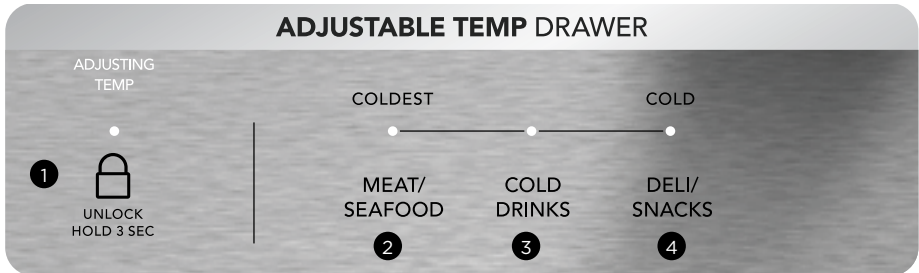 ADJUSTABLE TEMP DRAWER
ADJUSTING
TEMP
1
UNLOCK
HOLD 3 SEC
COLDEST
COLD
MEAT/
SEAFOOD
2
COLD
DRINKS
3
DELI/
SNACKS
4